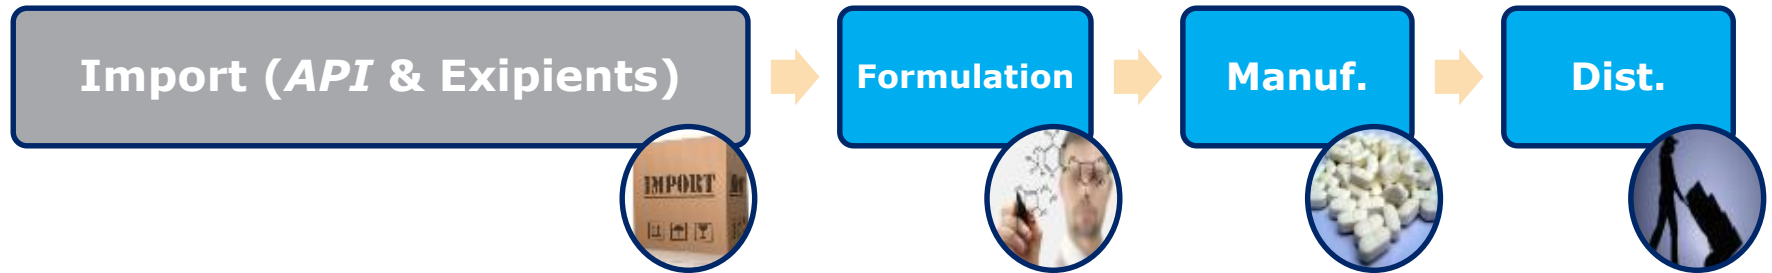 Import (API & Exipients)
Formulation
Manuf.
Dist.
IMPORT